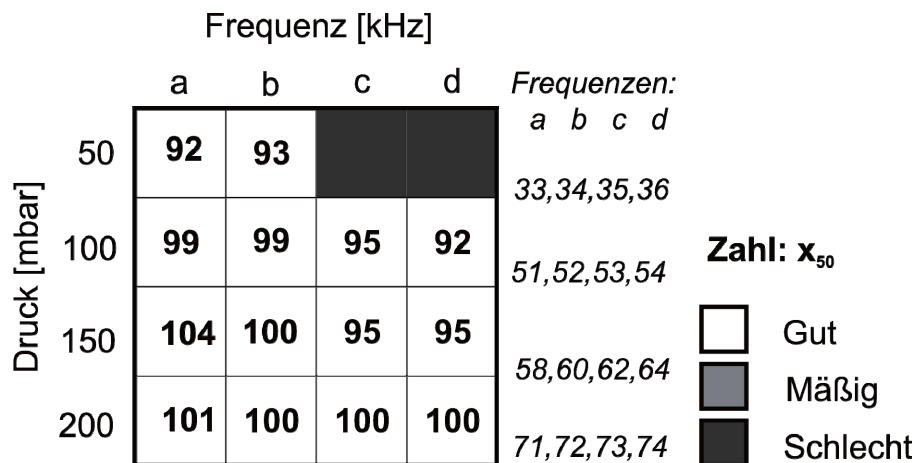 Frequenz [kHz]
a b c d
Frequenzen:
a b c d
Druck [mbar]
50 92 93
33,34,35,36
100 99 99 95 92
51,52,53,54
150 104 100 95 95
58,60,62,64
200 101 100 100 100
71,72,73,74
Zahl: x₅₀
Gut
Mäßig
Schlecht